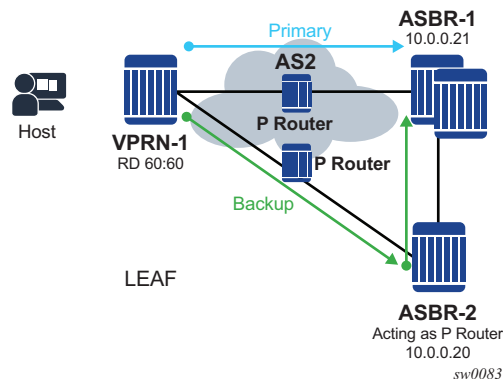 Primary
ASBR-1
10.0.0.21
AS2
P Router
Host
VPRN-1
RD 60:60
P Router
Backup
LEAF
ASBR-2
Acting as P Router
10.0.0.20
sw0083